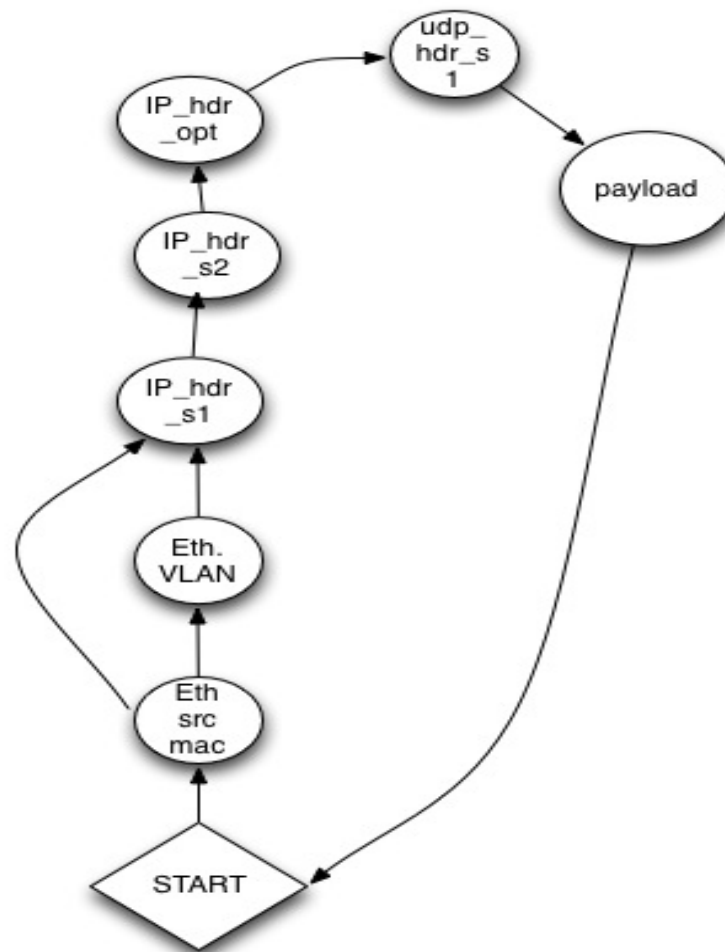 udp_
hdr_s
1
IP_hdr
_opt
payload
IP_hdr
_s2
IP_hdr
_s1
Eth.
VLAN
Eth
src
mac
START